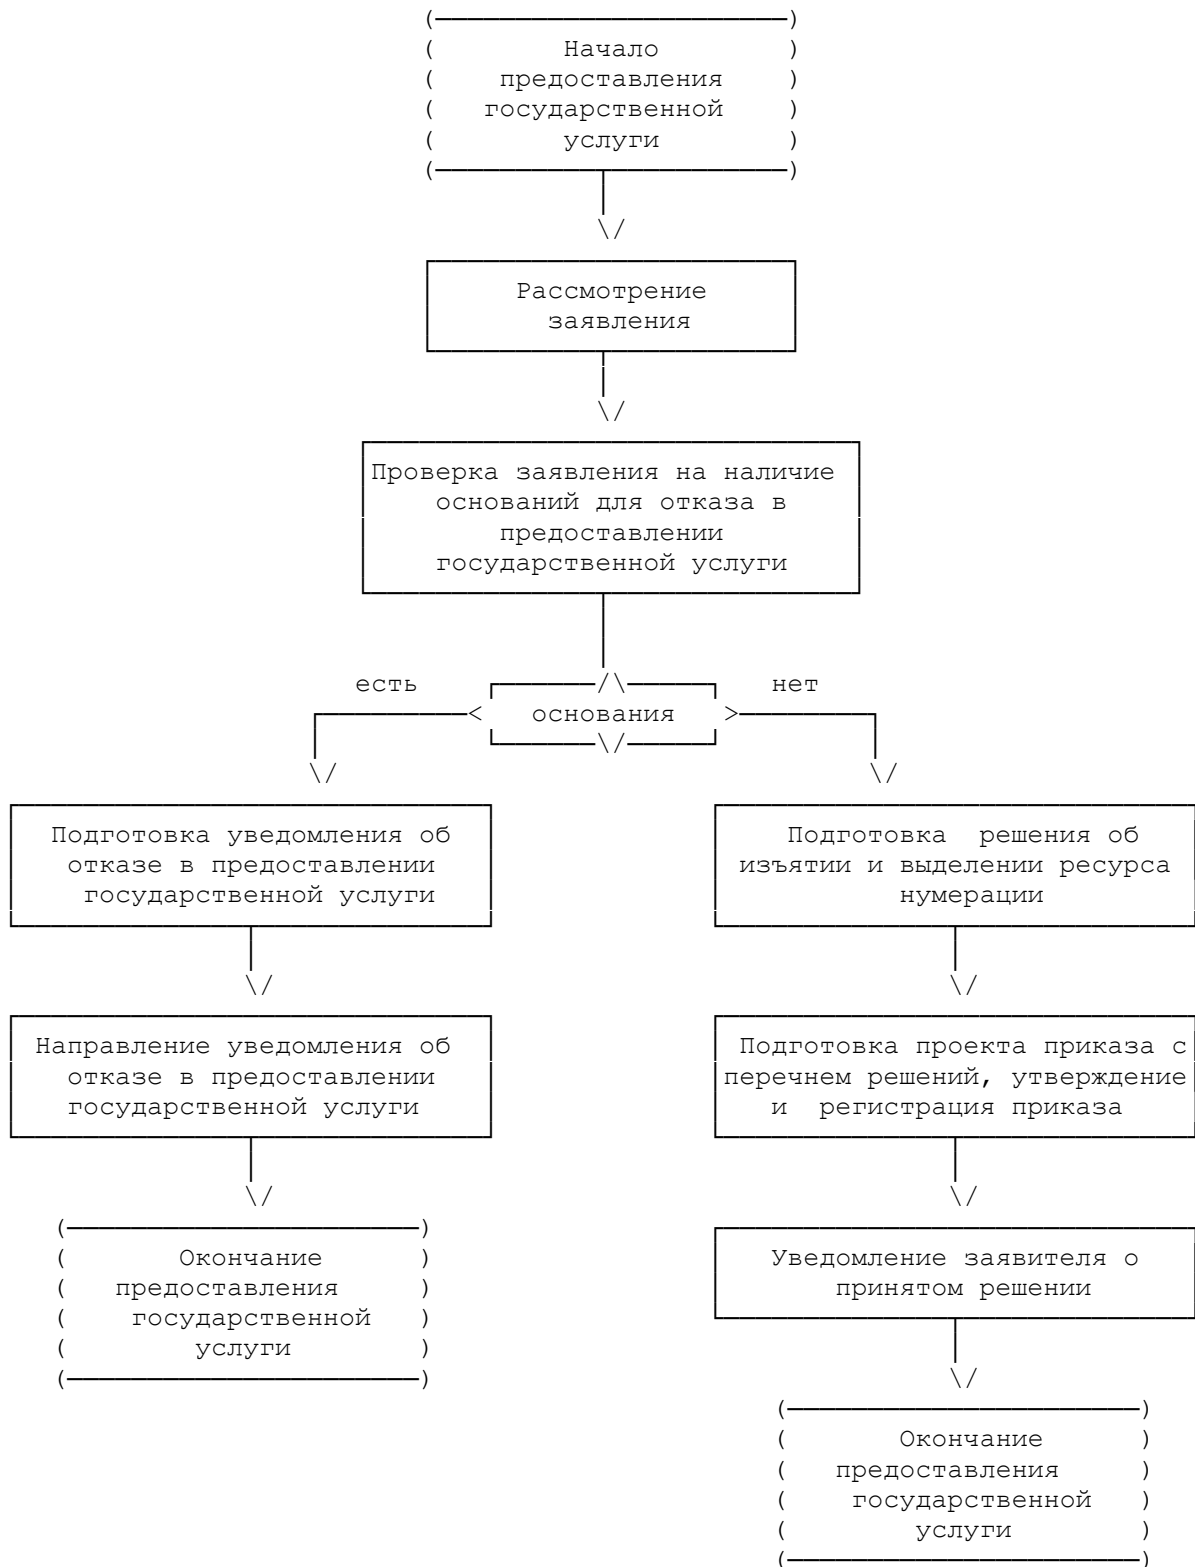 Начало
предоставления
государственной
услуги
Рассмотрение
заявления
Проверка заявления на наличие
оснований для отказа в
предоставлении
государственной услуги
есть
основания
нет
Подготовка уведомления об
отказе в предоставлении
государственной услуги
Подготовка решения об
изъятии и выделении ресурса
нумерации
Направление уведомления об
отказе в предоставлении
государственной услуги
Подготовка проекта приказа с
перечнем решений, утверждение
и регистрация приказа
Окончание
предоставления
государственной
услуги
Уведомление заявителя о
принятом решении
Окончание
предоставления
государственной
услуги